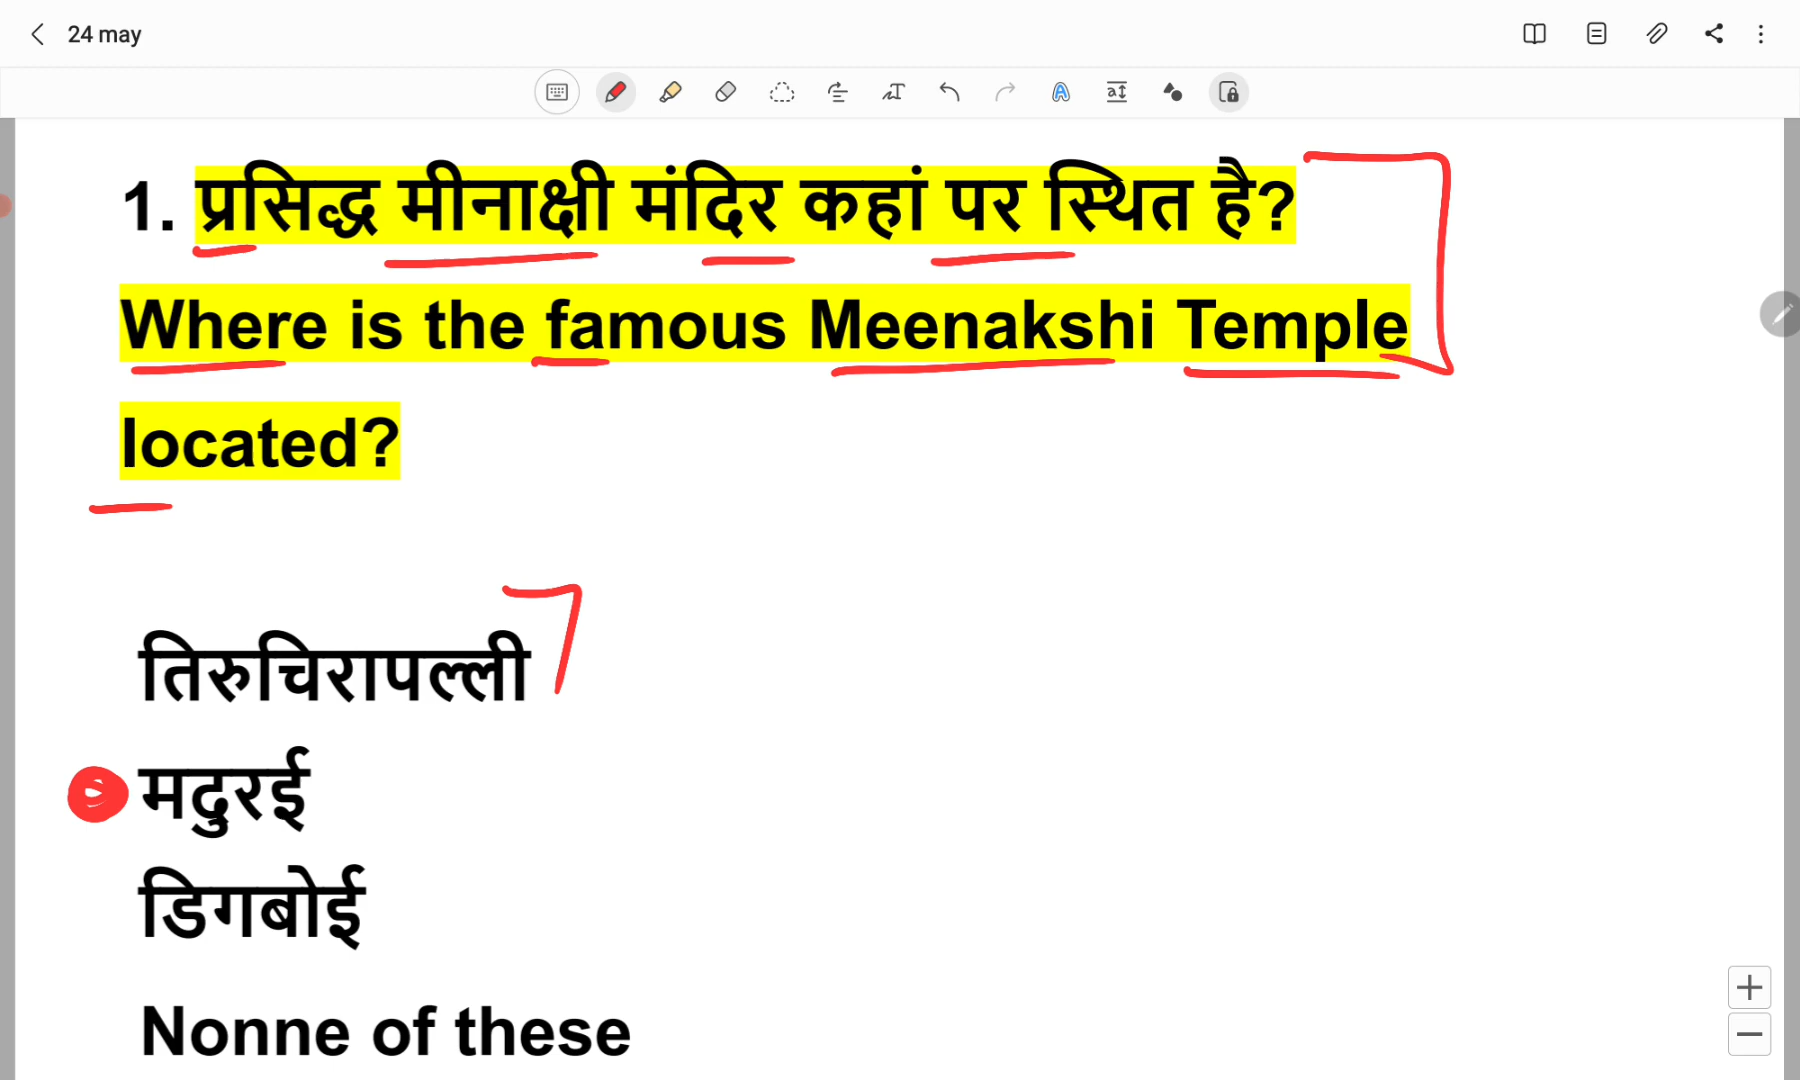 24 may
1. प्रसिद्ध मीनाक्षी मंदिर कहां पर स्थित है?
Where is the famous Meenakshi Temple
located?
तिरुचिरापल्ली
मदुरई
डिगबोई
Nonne of these